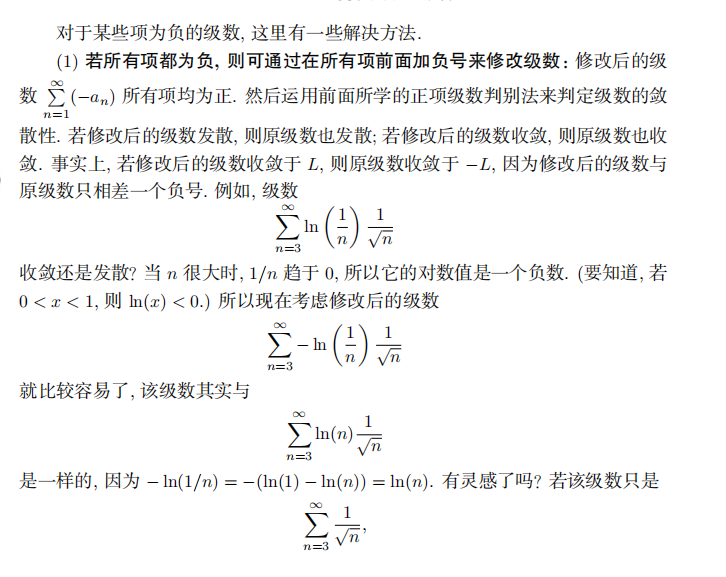 对于某些项为负的级数, 这里有一些解决方法.
(1) 若所有项都为负, 则可通过在所有项前面加负号来修改级数: 修改后的级
数 $\sum_{n=1}^{\infty}(-a_n)$ 所有项均为正. 然后运用前面所学的正项级数判别法来判定级数的敛
散性. 若修改后的级数发散, 则原级数也发散; 若修改后的级数收敛, 则原级数也收
敛. 事实上, 若修改后的级数收敛于 L, 则原级数收敛于 −L, 因为修改后的级数与
原级数只相差一个负号. 例如, 级数
$\sum_{n=3}^{\infty} \ln\left(\frac{1}{n}\right)\frac{1}{\sqrt{n}}$
收敛还是发散? 当 n 很大时, 1/n 趋于 0, 所以它的对数值是一个负数. (要知道, 若
0 < x < 1, 则 ln(x) < 0.) 所以现在考虑修改后的级数
$\sum_{n=3}^{\infty} -\ln\left(\frac{1}{n}\right)\frac{1}{\sqrt{n}}$
就比较容易了, 该级数其实与
$\sum_{n=3}^{\infty} \ln(n)\frac{1}{\sqrt{n}}$
是一样的, 因为 − ln(1/n) = −(ln(1) − ln(n)) = ln(n). 有灵感了吗? 若该级数只是
$\sum_{n=3}^{\infty} \frac{1}{\sqrt{n}},$